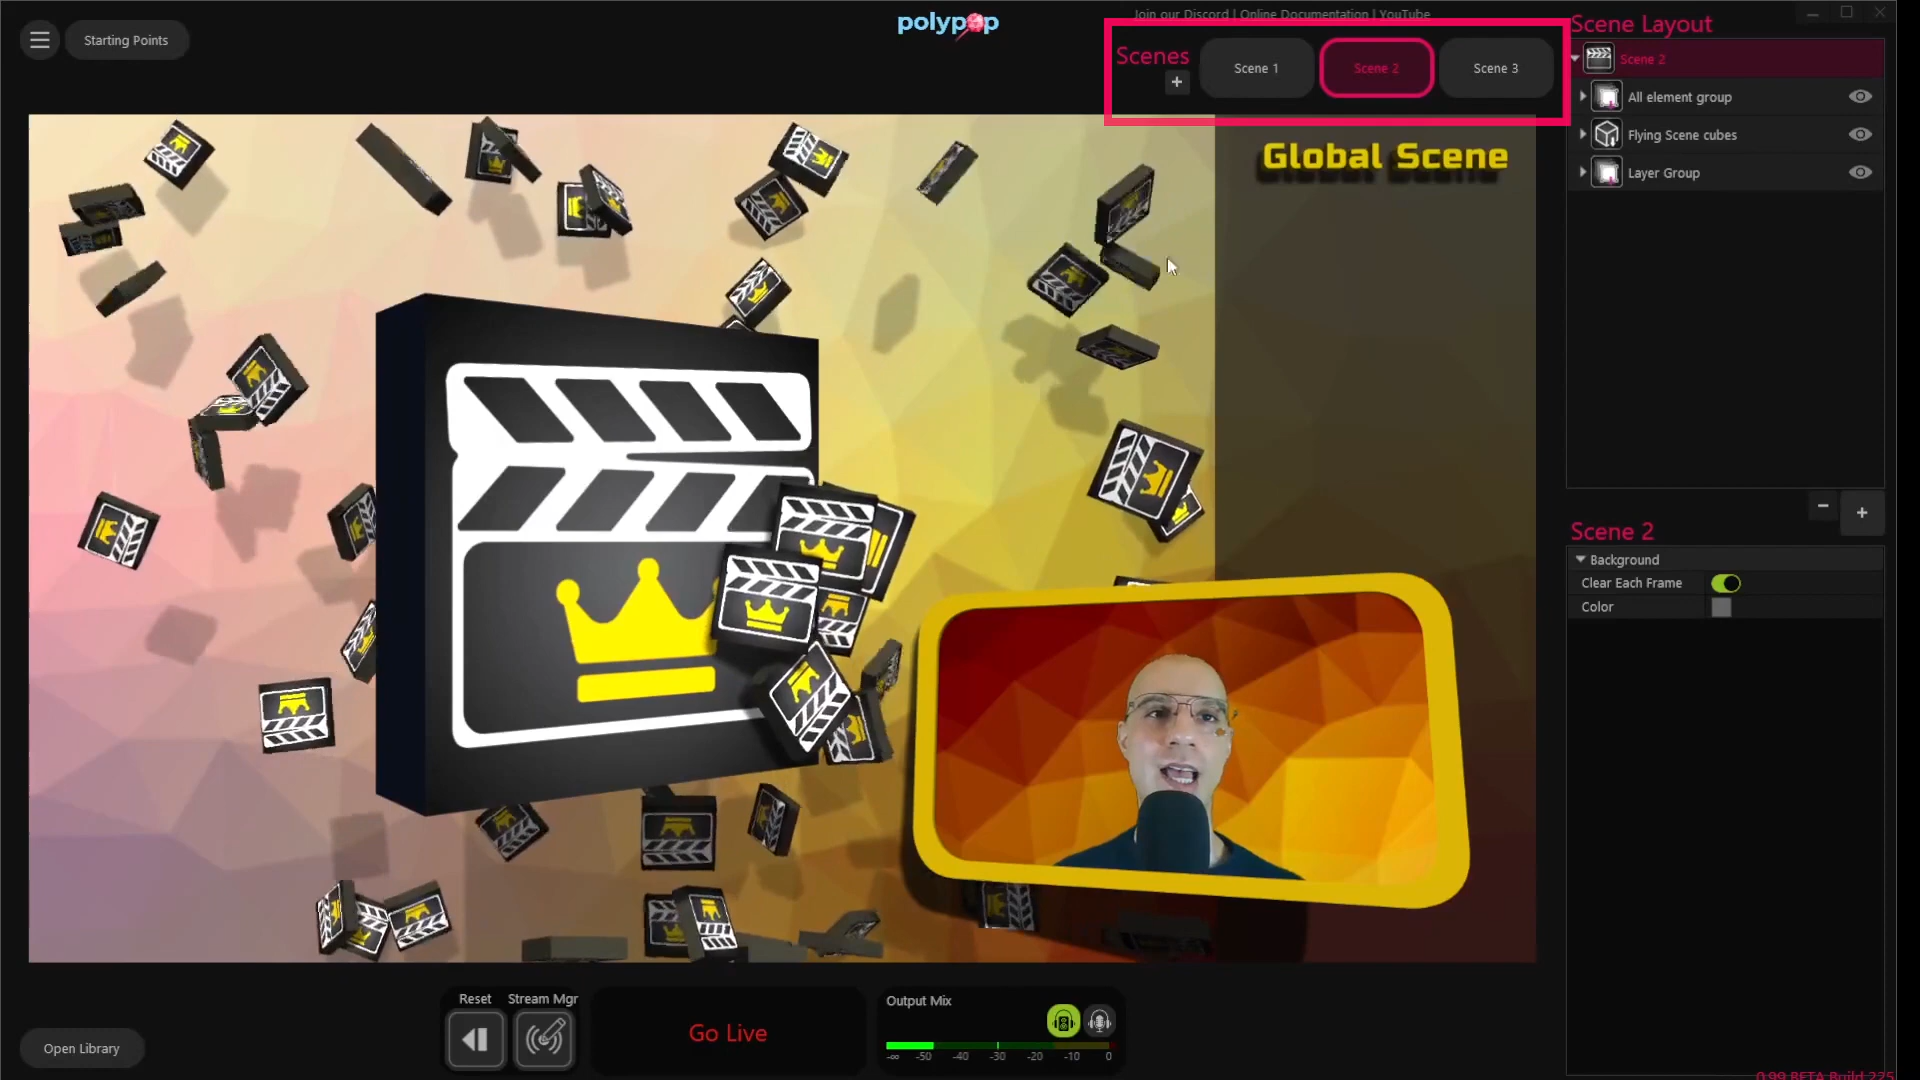 Starting Points
polypop
Join our Discord | Online Documentation | YouTube
Scenes
+
Scene 1
Scene 2
Scene 3
Scene Layout
Scene 2
All element group
Flying Scene cubes
Layer Group
Global Scene
Scene 2
Background
Clear Each Frame
Color
Reset
Stream Mgr
Go Live
Output Mix
-∞ -50 -40 -30 -20 -10 0
Open Library
0.99 BETA Build 225